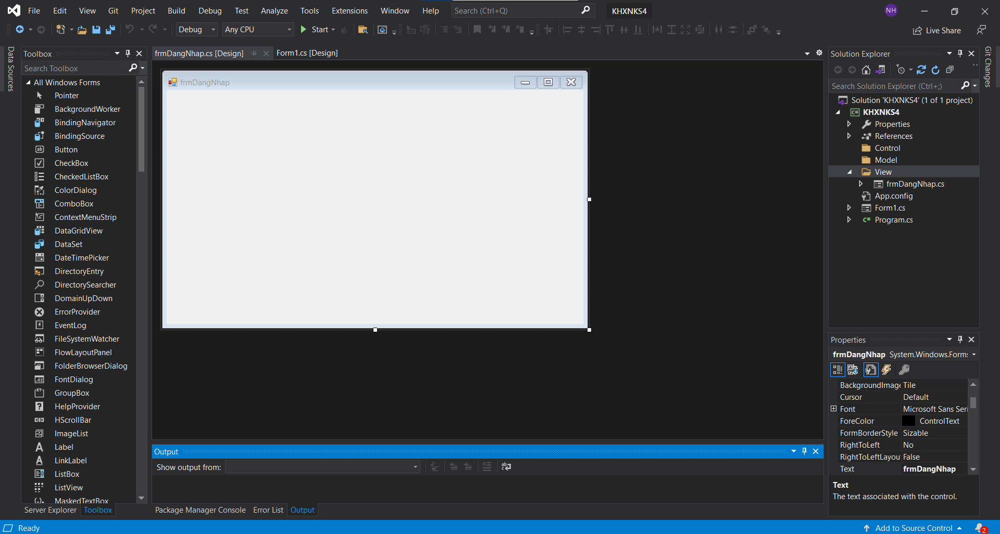 File Edit View Git Project Build Debug Test Analyze Tools Extensions Window Help Search (Ctrl+Q) KHXNKS4 NH
Debug Any CPU Start Live Share
Data Sources
Toolbox
Search Toolbox
All Windows Forms
Pointer
BackgroundWorker
BindingNavigator
BindingSource
Button
CheckBox
CheckedListBox
ColorDialog
ComboBox
ContextMenuStrip
DataGridView
DataSet
DateTimePicker
DirectoryEntry
DirectorySearcher
DomainUpDown
ErrorProvider
EventLog
FileSystemWatcher
FlowLayoutPanel
FolderBrowserDialog
FontDialog
GroupBox
HelpProvider
HScrollBar
ImageList
Label
LinkLabel
ListBox
ListView
MaskedTextBox
Server Explorer Toolbox
frmDangNhap.cs [Design] Form1.cs [Design]
frmDangNhap
Output
Show output from:
Package Manager Console Error List Output
Solution Explorer
Search Solution Explorer (Ctrl+;)
Solution 'KHXNKS4' (1 of 1 project)
C# KHXNKS4
Properties
References
Control
Model
View
frmDangNhap.cs
App.config
Form1.cs
C# Program.cs
Git Changes
Properties
frmDangNhap System.Windows.Forms
BackgroundImage Tile
Cursor Default
Font Microsoft Sans Seri
ForeColor ControlText
FormBorderStyle Sizable
RightToLeft No
RightToLeftLayou False
Text frmDangNhap
Text
The text associated with the control.
Ready Add to Source Control 2